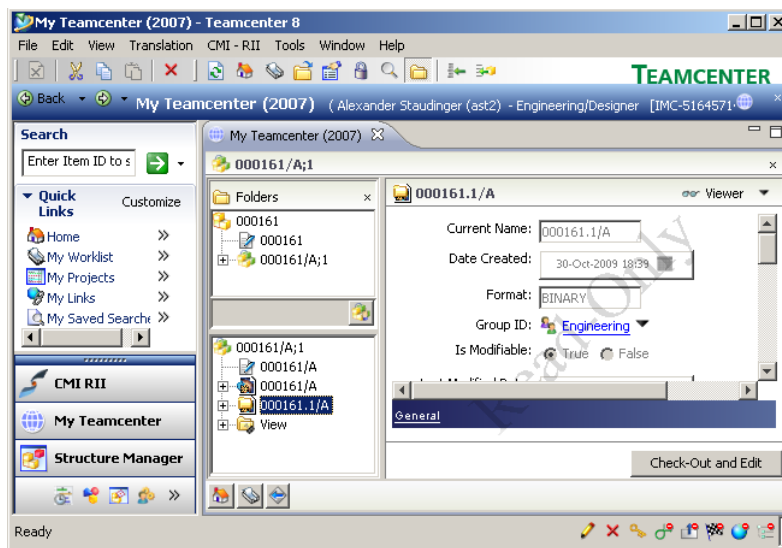 My Teamcenter (2007) - Teamcenter 8
File Edit View Translation CMI - RII Tools Window Help
TEAMCENTER
Back My Teamcenter (2007) ( Alexander Staudinger (ast2) - Engineering/Designer [IMC-5164571-
Search
Enter Item ID to s
Quick Links Customize
Home
My Worklist
My Projects
My Links
My Saved Searche
CMI RII
My Teamcenter
Structure Manager
My Teamcenter (2007)
000161/A;1
Folders
000161
000161
000161/A;1
000161/A;1
000161/A
000161/A
000161.1/A
View
000161.1/A Viewer
Current Name: 000161.1/A
Date Created: 30-Oct-2009 18:39
Format: BINARY
Group ID: Engineering
Is Modifiable: True False
Read-Only
General
Check-Out and Edit
Ready